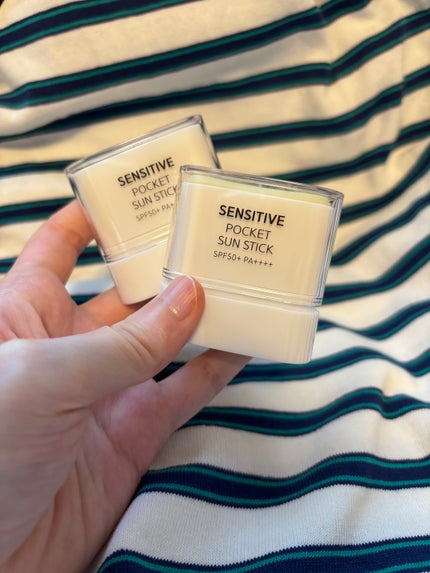 SENSITIVE
POCKET
SUN STICK
SPF50+ PA+
SENSITIVE
POCKET
SUN STICK
SPF50+ PA++++